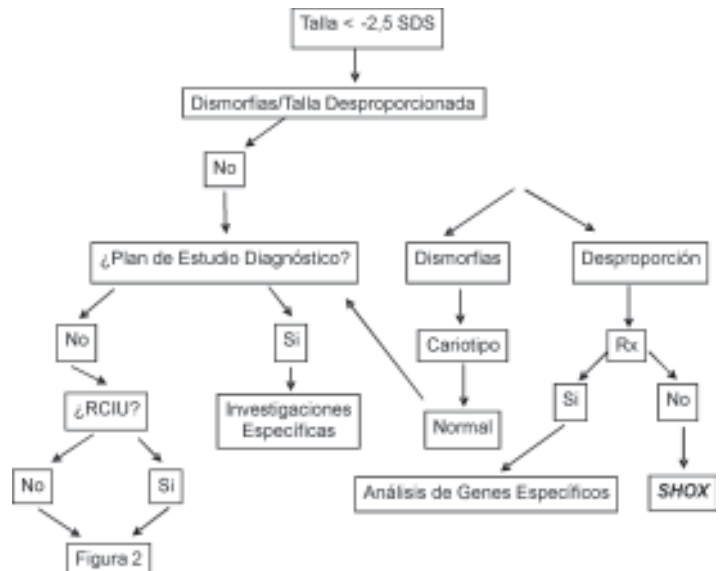 Talla < -2,5 SDS
Dismorfias/Talla Desproporcionada
No
¿Plan de Estudio Diagnóstico?
Dismorfias
Desproporción
No
Si
Cariotipo
Rx
¿RCIU?
Investigaciones
Específicas
Normal
Si
No
No
Si
Análisis de Genes Específicos
SHOX
Figura 2